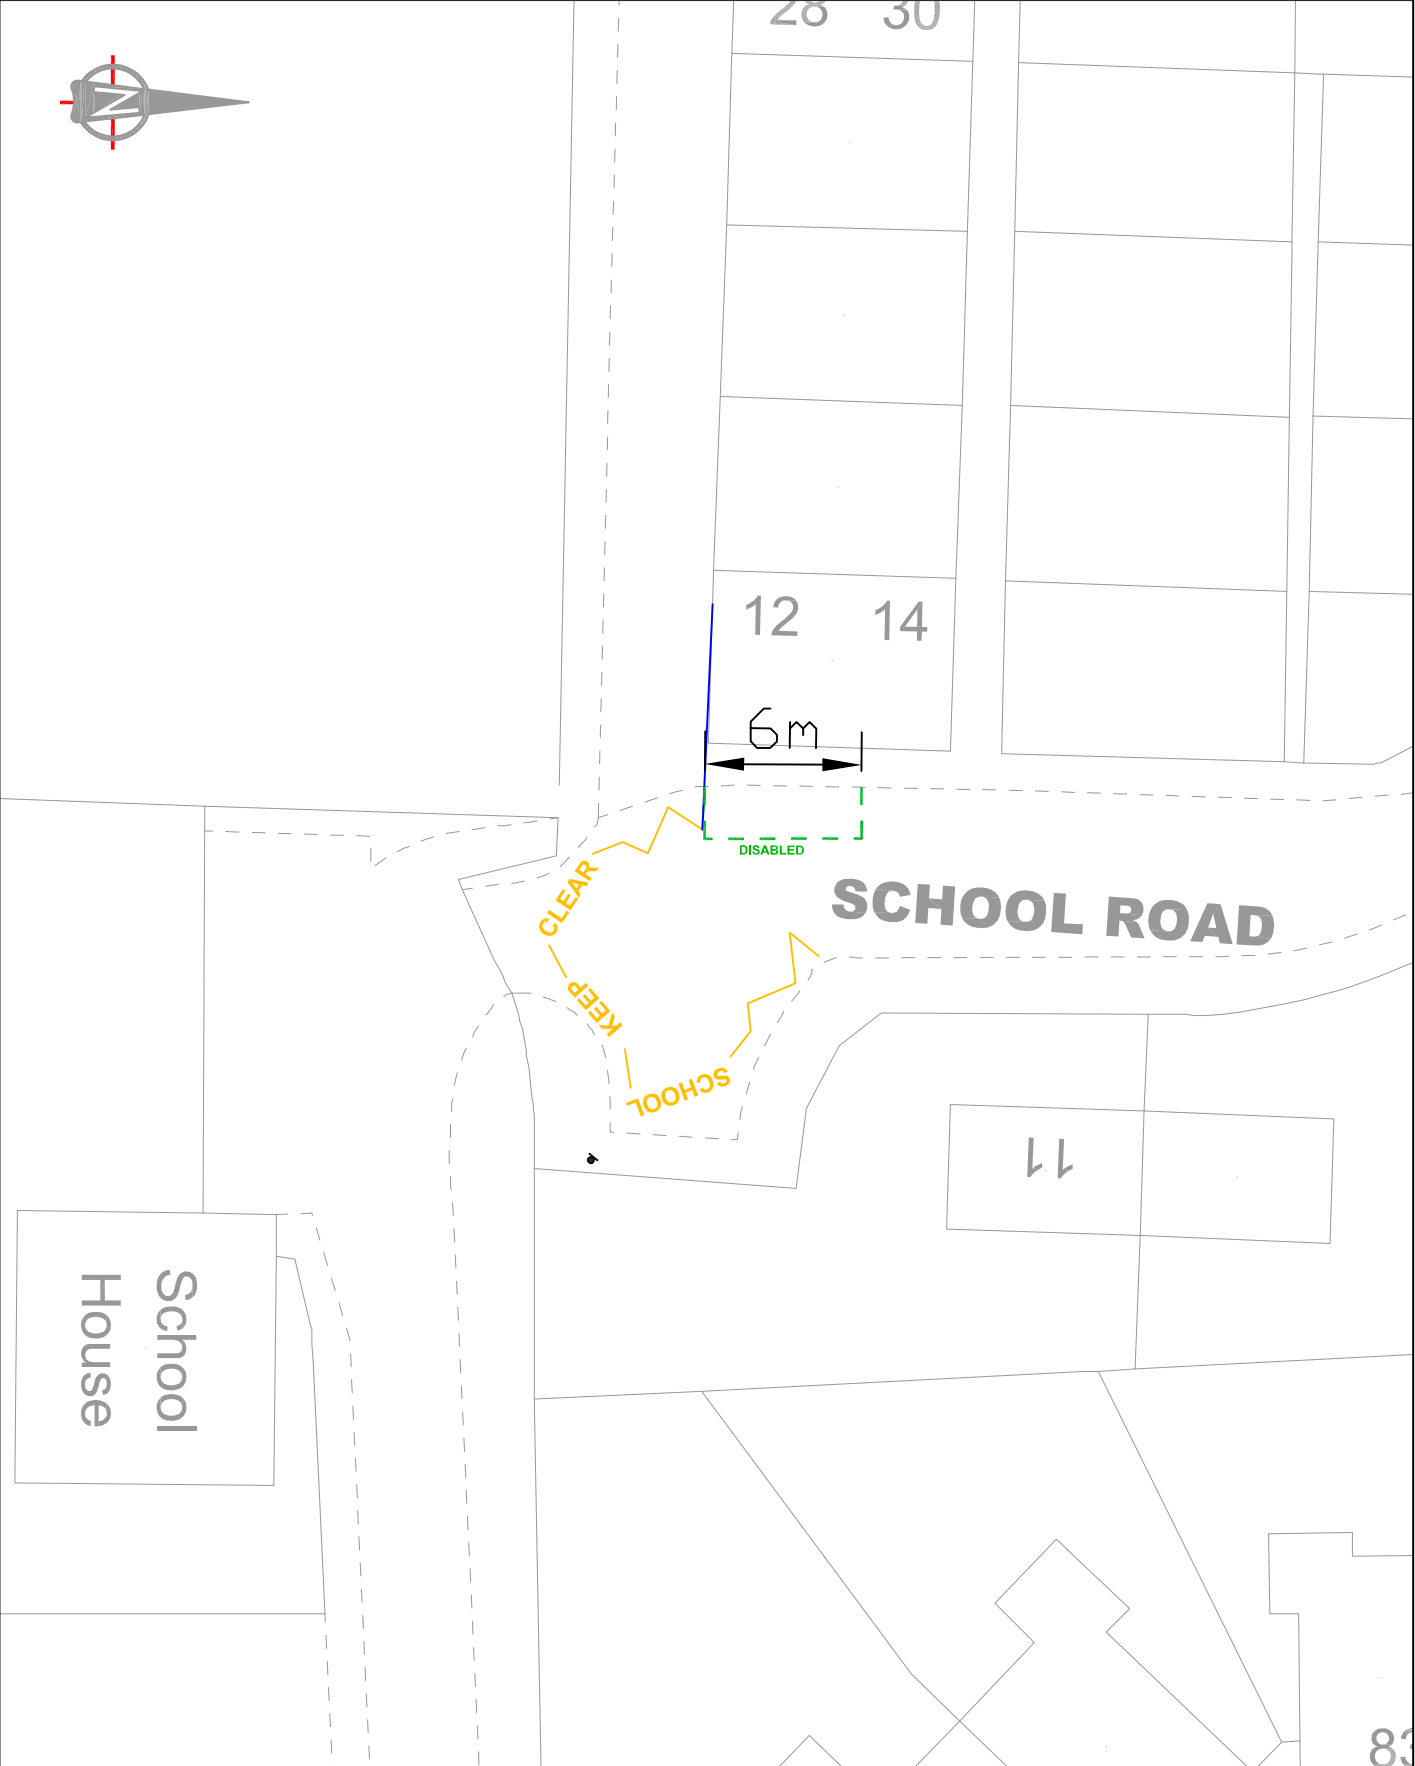 28 30
N
12 14
6m
DISABLED
SCHOOL ROAD
SCHOOL
KEEP
CLEAR
11
School
House